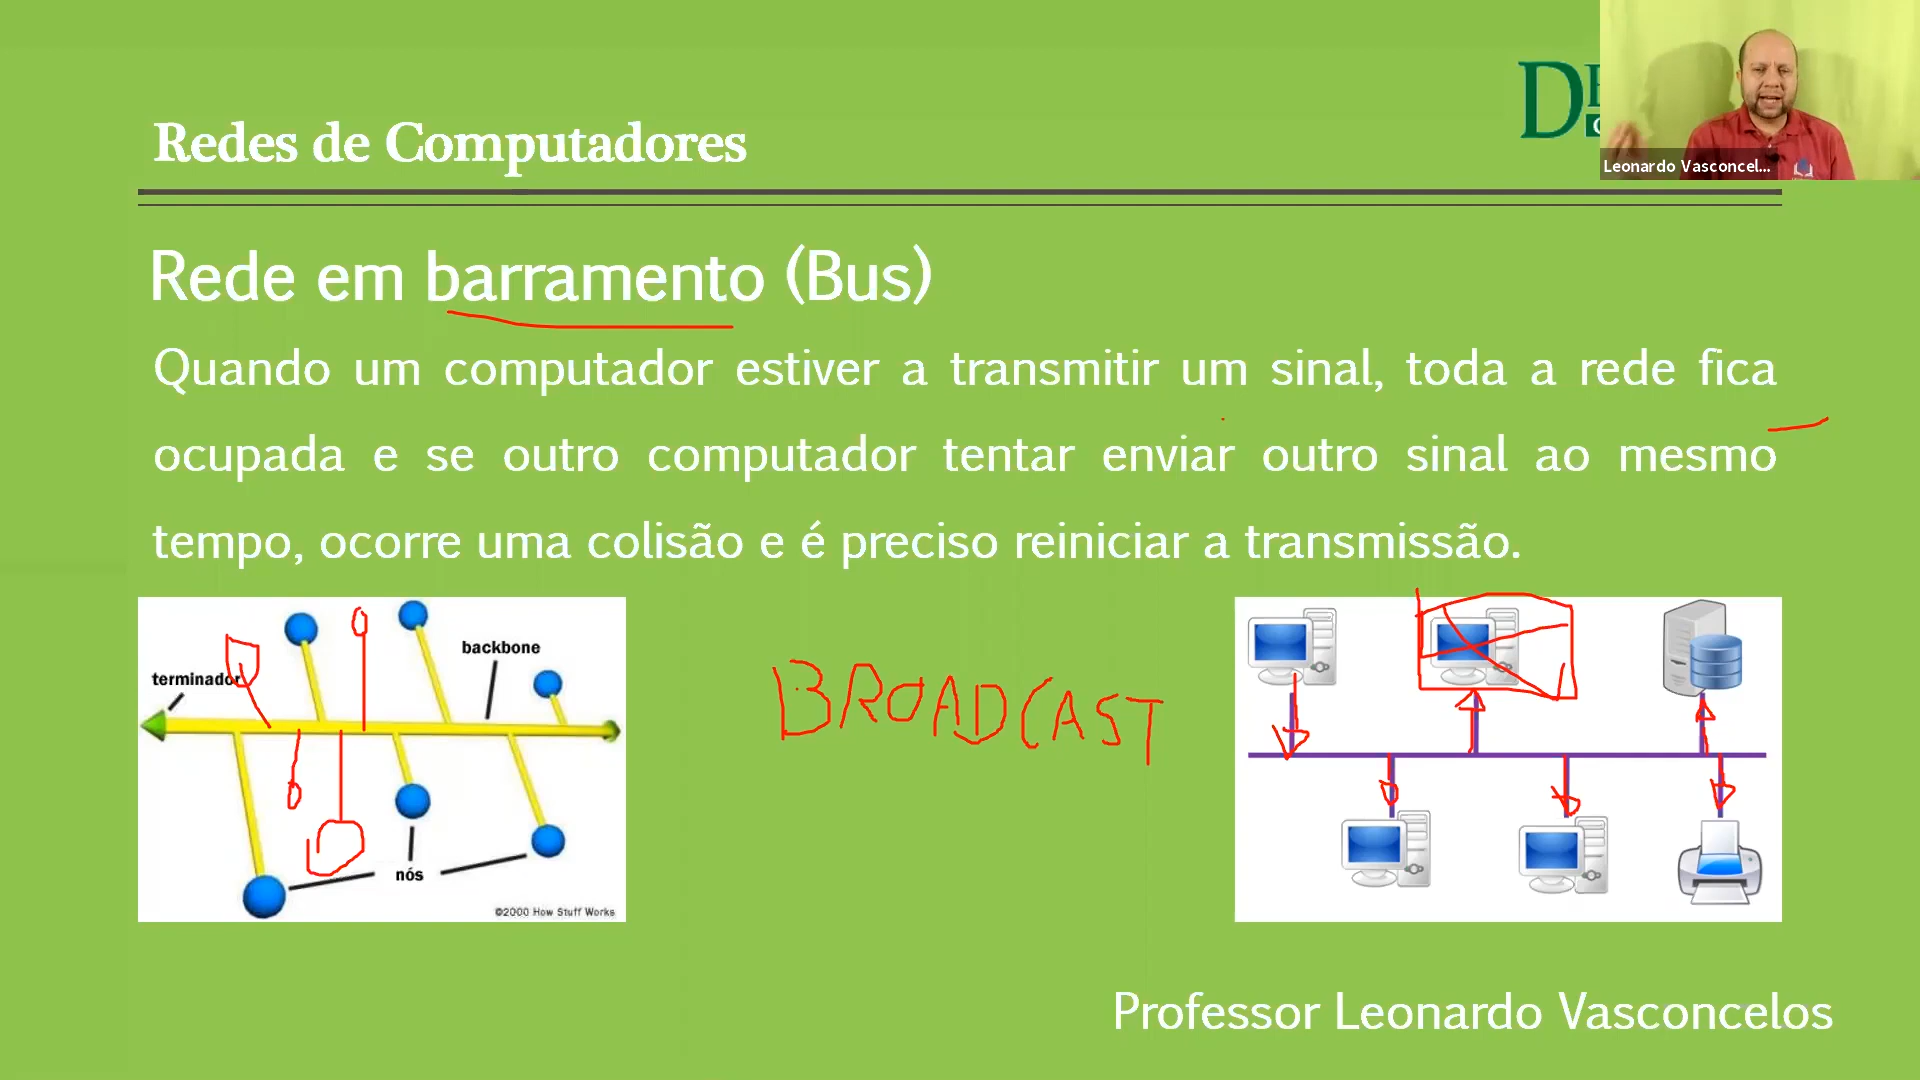 Redes de Computadores
Leonardo Vasconcel...
Rede em barramento (Bus)
Quando um computador estiver a transmitir um sinal, toda a rede fica
ocupada e se outro computador tentar enviar outro sinal ao mesmo
tempo, ocorre uma colisão e é preciso reiniciar a transmissão.
terminador
backbone
nós
©2000 How Stuff Works
BROADCAST
Professor Leonardo Vasconcelos